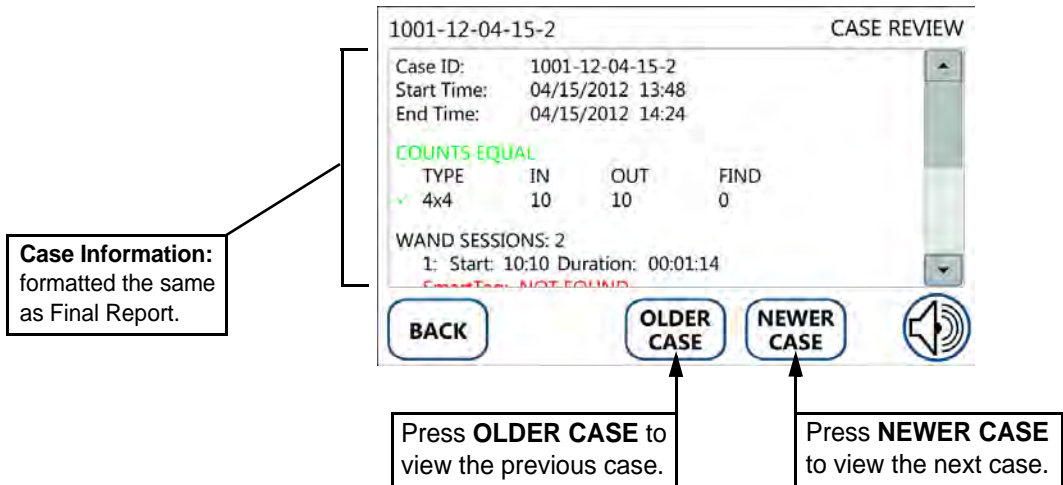 1001-12-04-15-2 CASE REVIEW
Case ID: 1001-12-04-15-2
Start Time: 04/15/2012 13:48
End Time: 04/15/2012 14:24
COUNTS EQUAL
TYPE IN OUT FIND
✓ 4x4 10 10 0
WAND SESSIONS: 2
1: Start: 10:10 Duration: 00:01:14
SmartTag: NOT FOUND
BACK
OLDER
CASE
NEWER
CASE
Case Information:
formatted the same
as Final Report.
Press OLDER CASE to
view the previous case.
Press NEWER CASE
to view the next case.